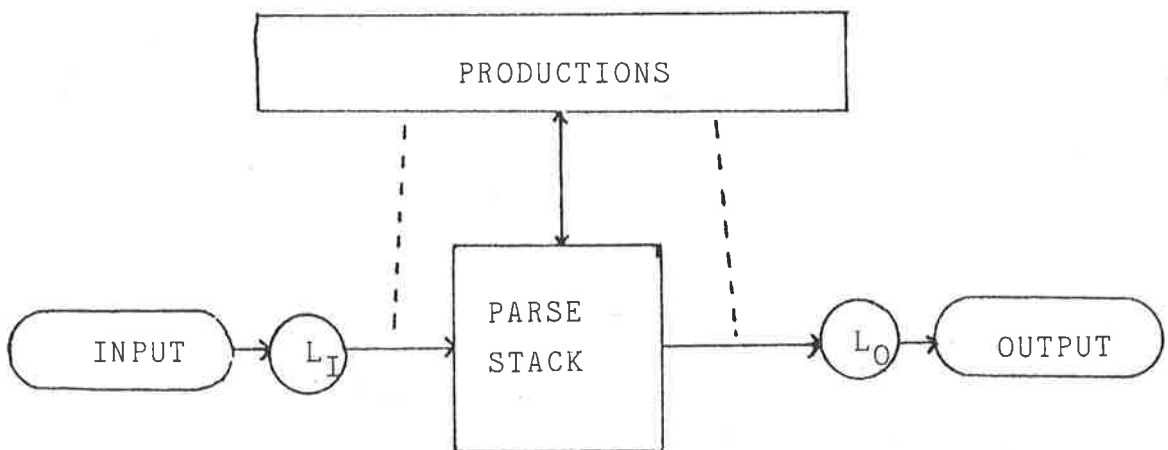 PRODUCTIONS
PARSE
STACK
INPUT
L_I
L_O
OUTPUT